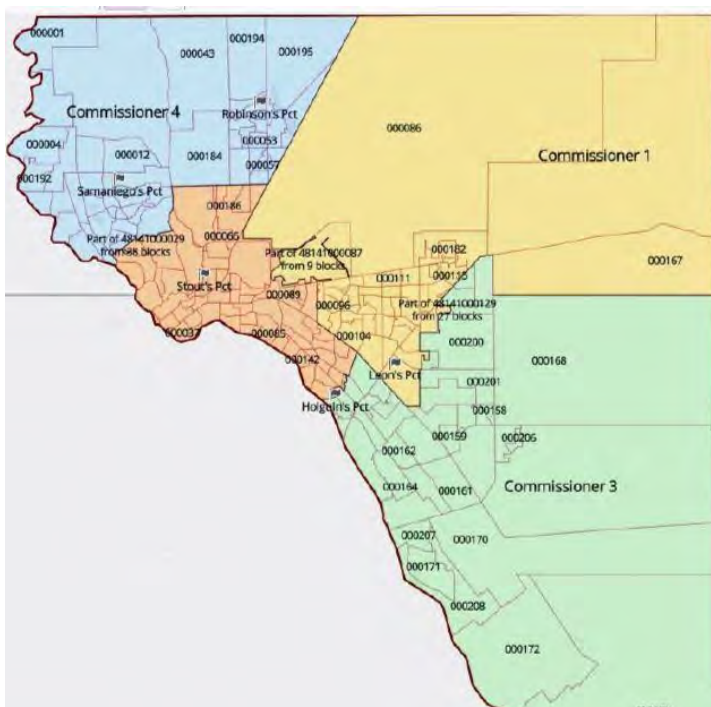 000001
000194
000043
000195
Commissioner 4
Robinson's Pct
000086
000004
000053
000012
000184
Commissioner 1
000057
000192
Samaniego's Pct
000186
Part of 48141000029
from 38 blocks
000066
Part of 48141000087
from 9 blocks
000182
000167
Stout's Pct
000111
000113
000089
000096
Part of 48141000129
from 27 blocks
000037
000085
000104
000200
000142
000168
Leon's Pct
000201
Holguin's Pct
000158
000159
000206
000162
000164
000161
Commissioner 3
000207
000170
000171
000208
000172